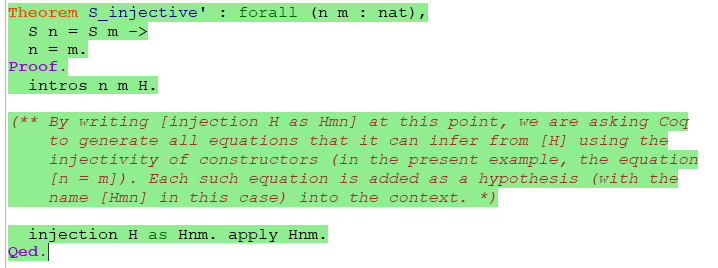 Theorem S_injective' : forall (n m : nat),
  S n = S m ->
  n = m.
Proof.
  intros n m H.
(** By writing [injection H as Hmn] at this point, we are asking Coq
    to generate all equations that it can infer from [H] using the
    injectivity of constructors (in the present example, the equation
    [n = m]). Each such equation is added as a hypothesis (with the
    name [Hmn] in this case) into the context. *)
  injection H as Hnm. apply Hnm.
Qed.